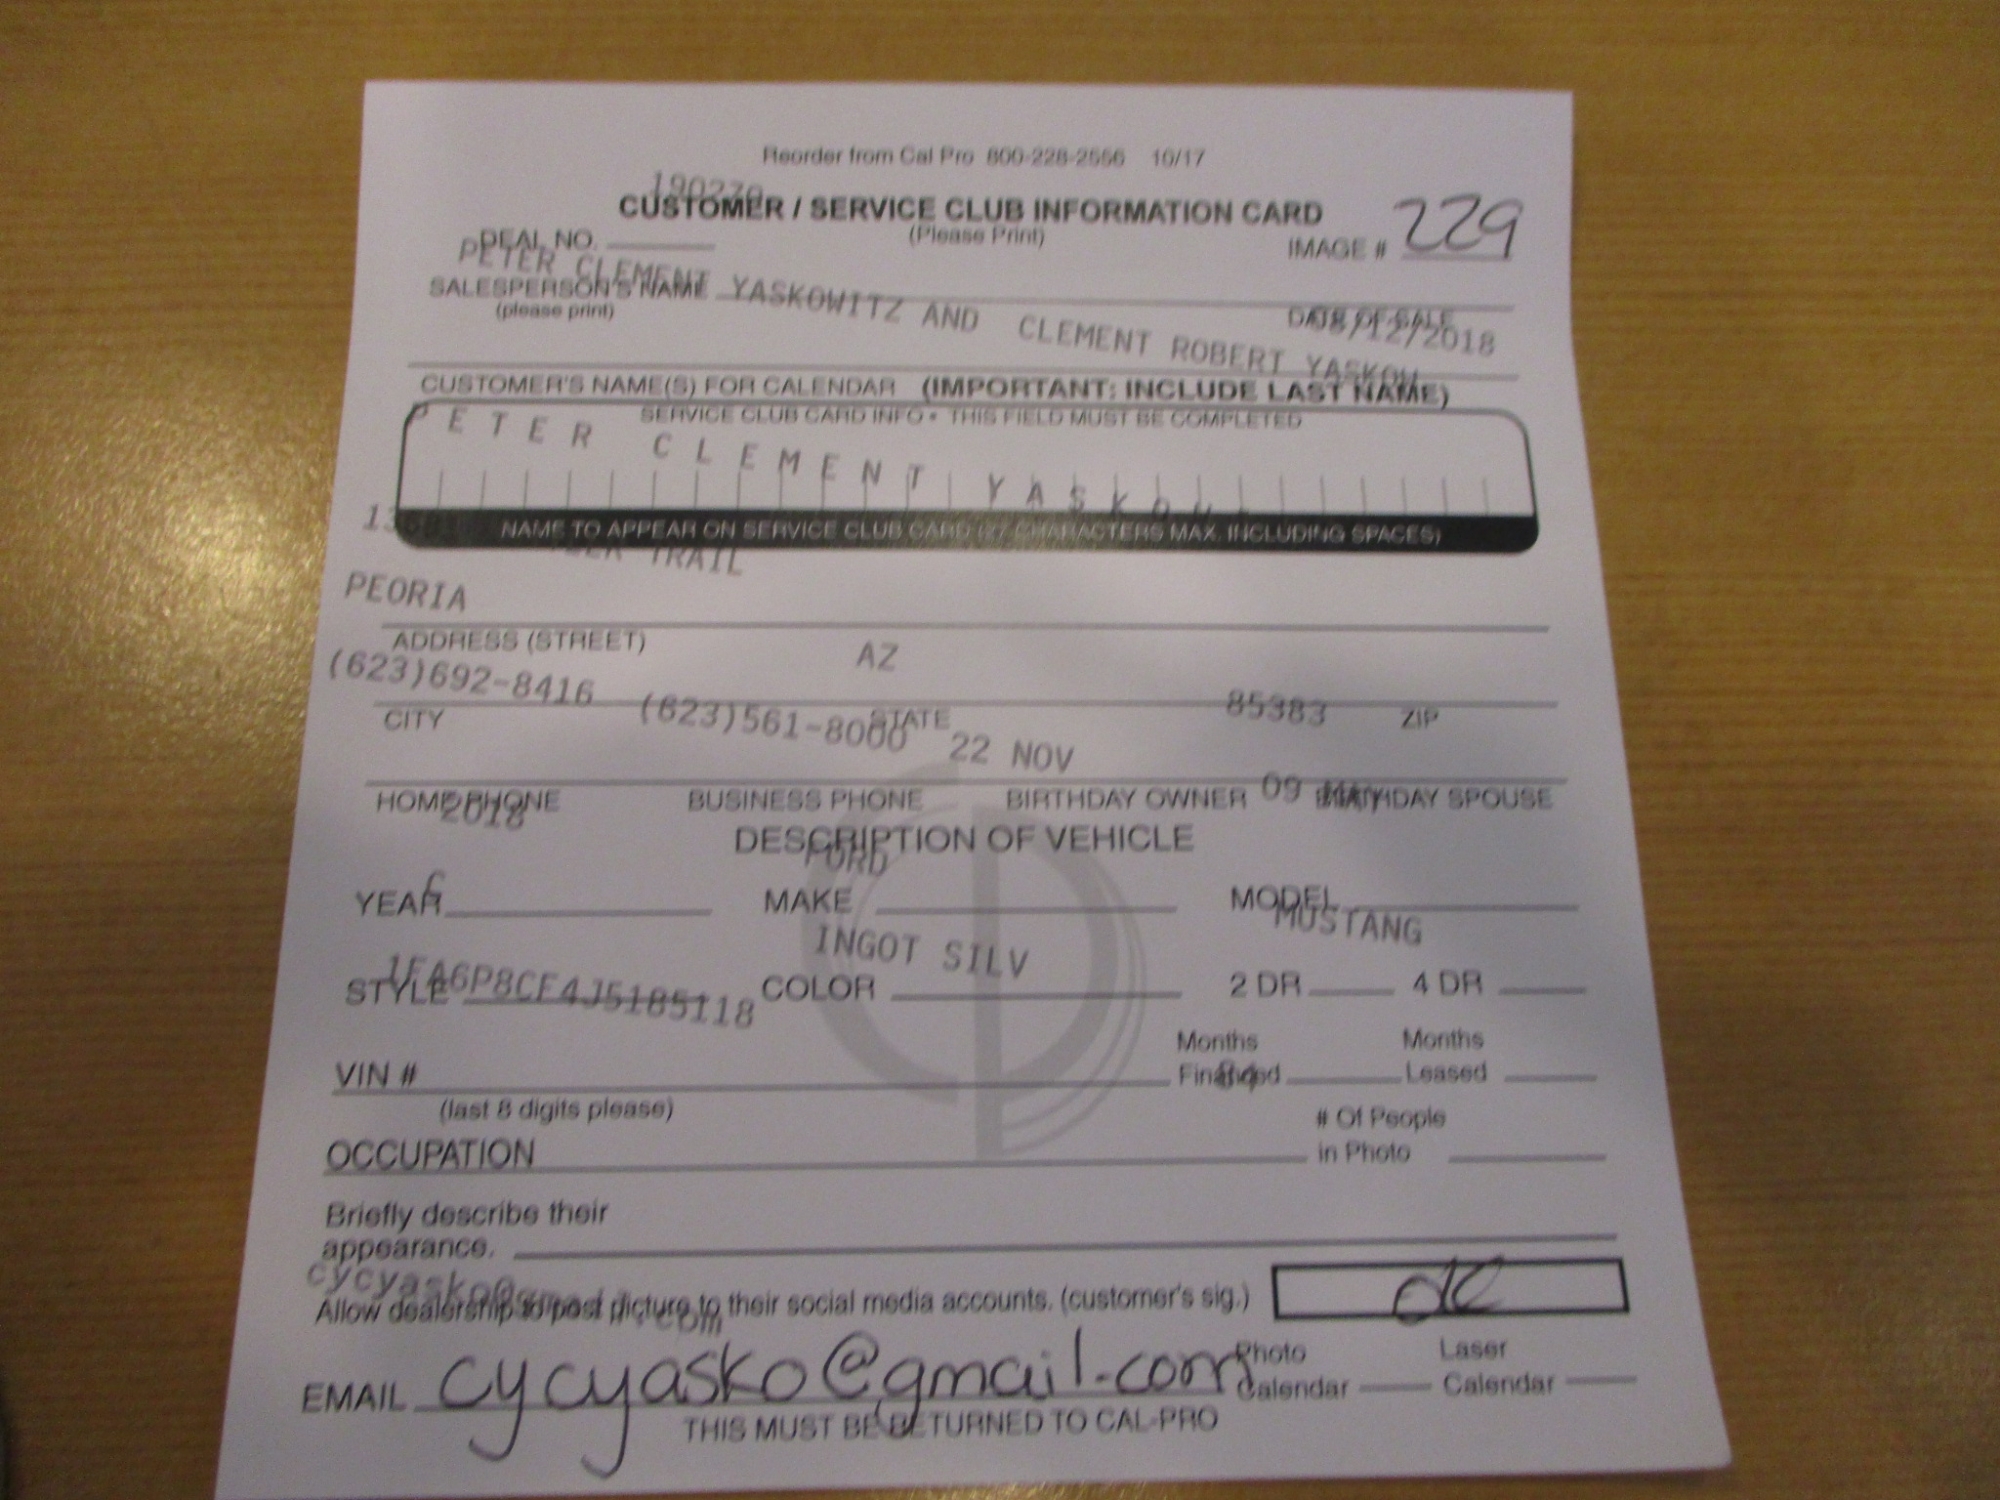 Reorder from Cal Pro 800-228-2556 10/17
190270
CUSTOMER / SERVICE CLUB INFORMATION CARD
(Please Print)
DEAL NO.
IMAGE # 229
PETER CLEMENT YASKOWITZ AND CLEMENT ROBERT YASKOW
SALESPERSON'S NAME
(please print)
DATE OF SALE
/12/2018
CUSTOMER'S NAME(S) FOR CALENDAR (IMPORTANT: INCLUDE LAST NAME)
SERVICE CLUB CARD INFO • THIS FIELD MUST BE COMPLETED
PETER CLEMENT YASKOW
NAME TO APPEAR ON SERVICE CLUB CARD (27 CHARACTERS MAX. INCLUDING SPACES)
TRAIL
PEORIA
ADDRESS (STREET)
AZ
(623)692-8416
85383
CITY
STATE
ZIP
(623)561-8000
22 NOV
09 MAY
HOME PHONE
BUSINESS PHONE
BIRTHDAY OWNER
BIRTHDAY SPOUSE
2018
DESCRIPTION OF VEHICLE
FORD
YEAR
MAKE
MODEL
MUSTANG
INGOT SILV
1FA6P8CF4J5185118
STYLE
COLOR
2 DR
4 DR
VIN #
(last 8 digits please)
Months
Financed
84
Months
Leased
OCCUPATION
# Of People
in Photo
Briefly describe their
appearance.
cycyasko@gmail.com
Allow dealership to post picture to their social media accounts. (customer's sig.)
EMAIL cycyasko@gmail.com
Photo
Calendar
Laser
Calendar
THIS MUST BE RETURNED TO CAL-PRO